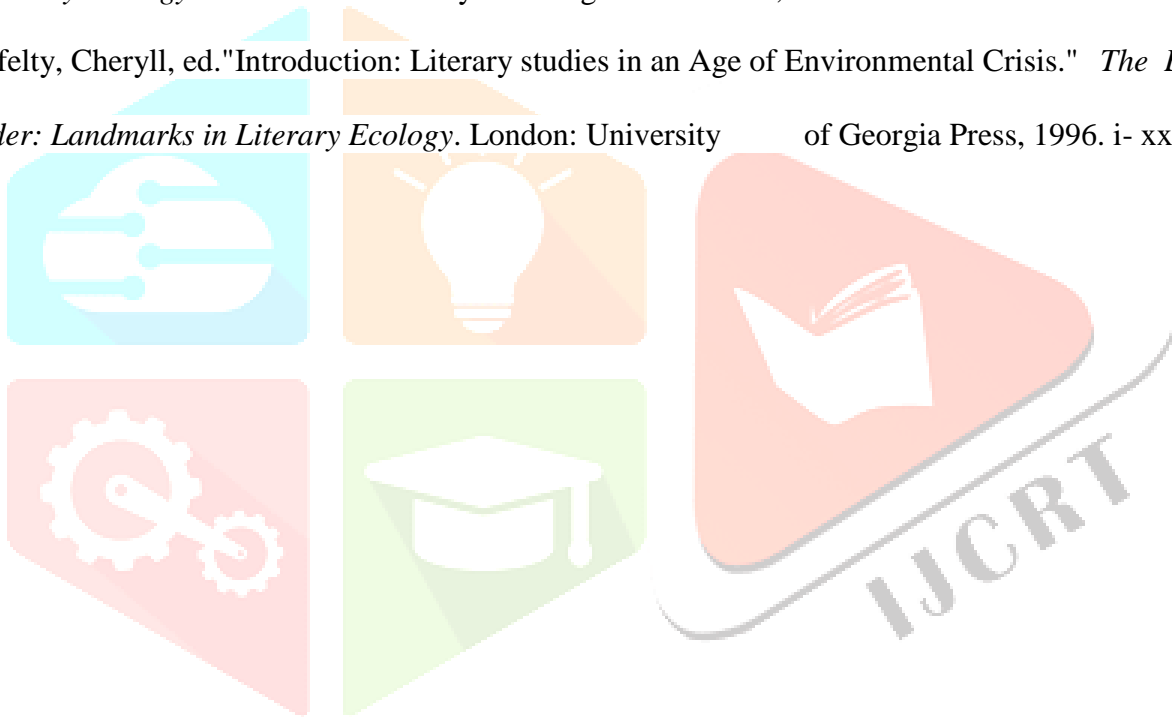 felty, Cheryll, ed."Introduction: Literary studies in an Age of Environmental Crisis." The
der: Landmarks in Literary Ecology. London: University of Georgia Press, 1996. i- xx
IJCRT